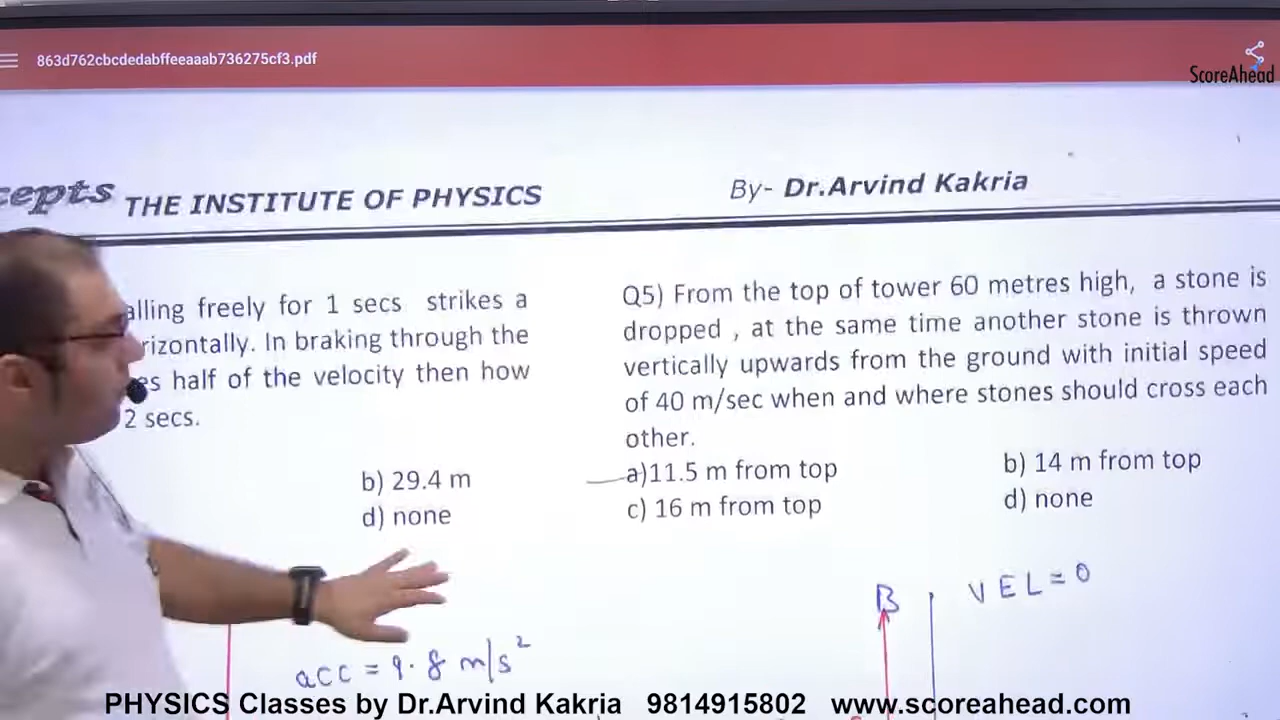 863d762cbcdedabffeeaaab736275cf3.pdf
ScoreAhead
cepts THE INSTITUTE OF PHYSICS
By- Dr.Arvind Kakria
alling freely for 1 secs strikes a
rizontally. In braking through the
es half of the velocity then how
2 secs.
b) 29.4 m
d) none
acc = 9.8 m/s²
Q5) From the top of tower 60 metres high, a stone is
dropped , at the same time another stone is thrown
vertically upwards from the ground with initial speed
of 40 m/sec when and where stones should cross each
other.
a)11.5 m from top b) 14 m from top
c) 16 m from top d) none
B VEL = 0
PHYSICS Classes by Dr.Arvind Kakria 9814915802 www.scoreahead.com